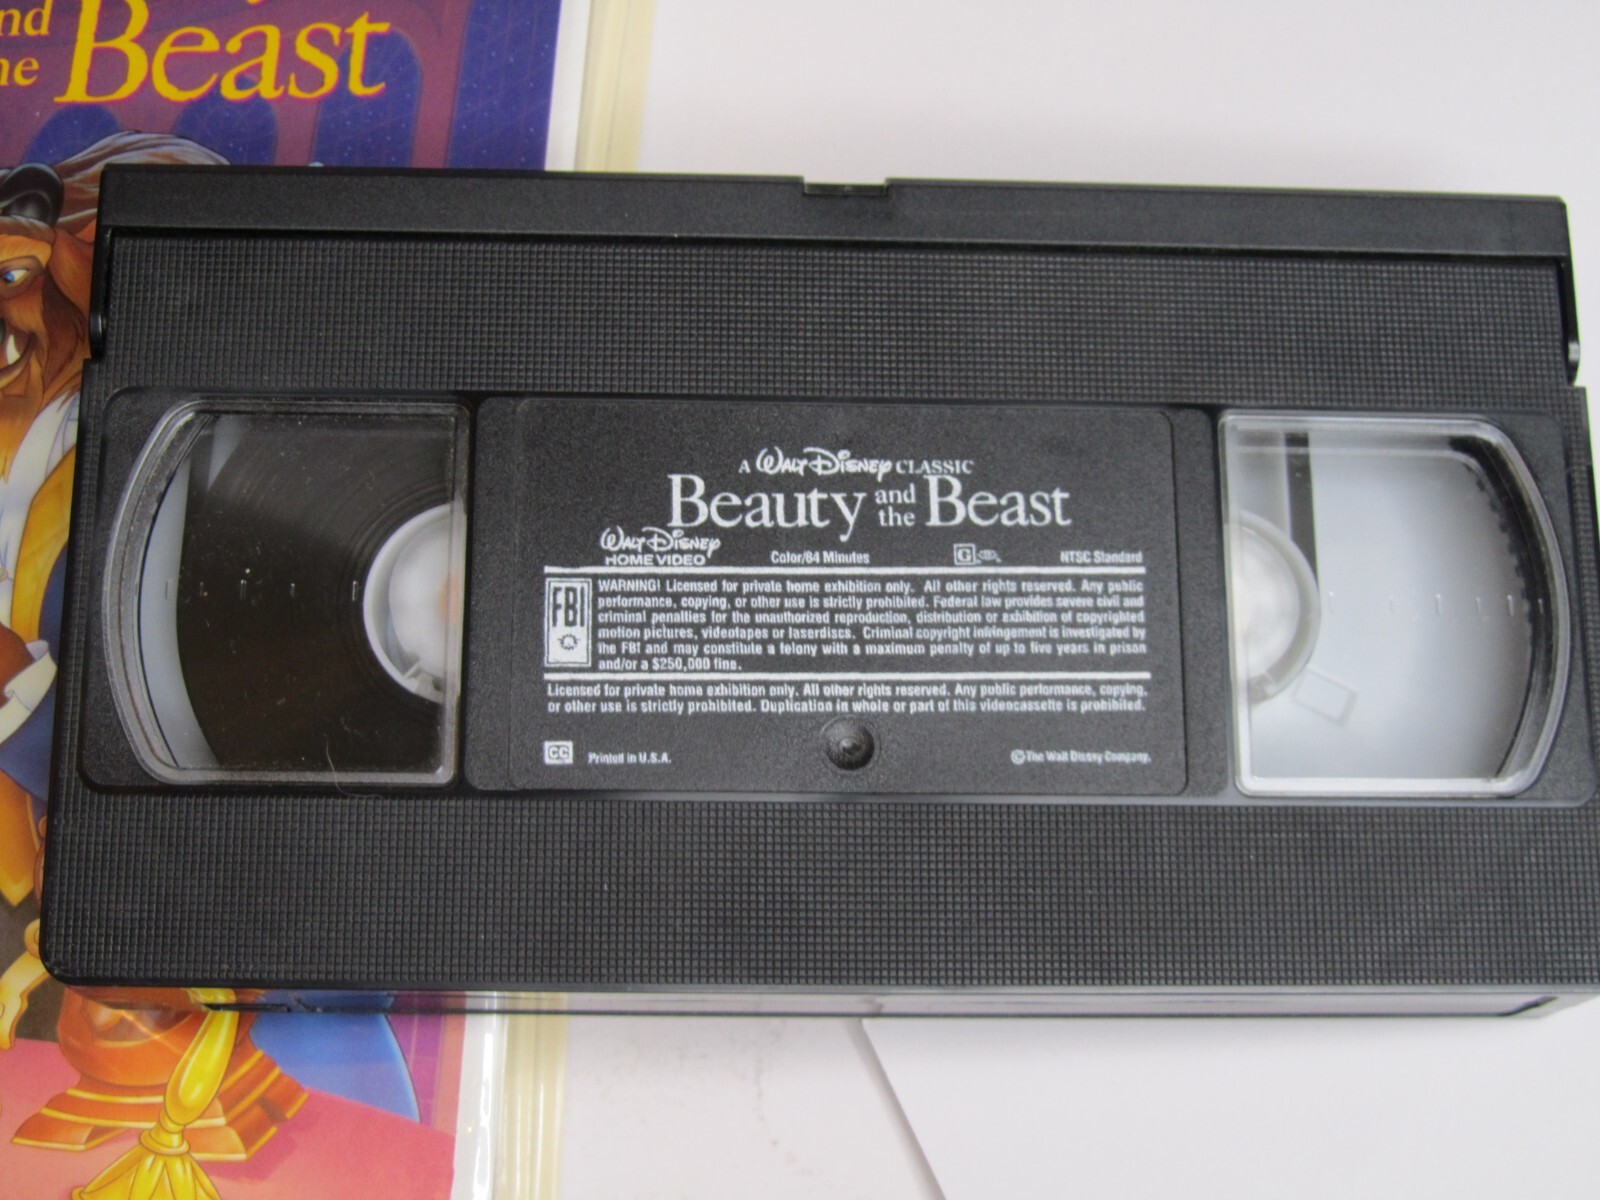 and Beast
the
A WALT DISNEY CLASSIC
Beauty and the Beast
WALT DISNEY
HOME VIDEO
Color/84 Minutes
G
NTSC Standard
FBI
WARNING! Licensed for private home exhibition only. All other rights reserved. Any public
performance, copying, or other use is strictly prohibited. Federal law provides severe civil and
criminal penalties for the unauthorized reproduction, distribution or exhibition of copyrighted
motion pictures, videotapes or laserdiscs. Criminal copyright infringement is investigated by
the FBI and may constitute a felony with a maximum penalty of up to five years in prison
and/or a $250,000 fine.
Licensed for private home exhibition only. All other rights reserved. Any public performance, copying,
or other use is strictly prohibited. Duplication in whole or part of this videocassette is prohibited.
CC
Printed in U.S.A.
©The Walt Disney Company.